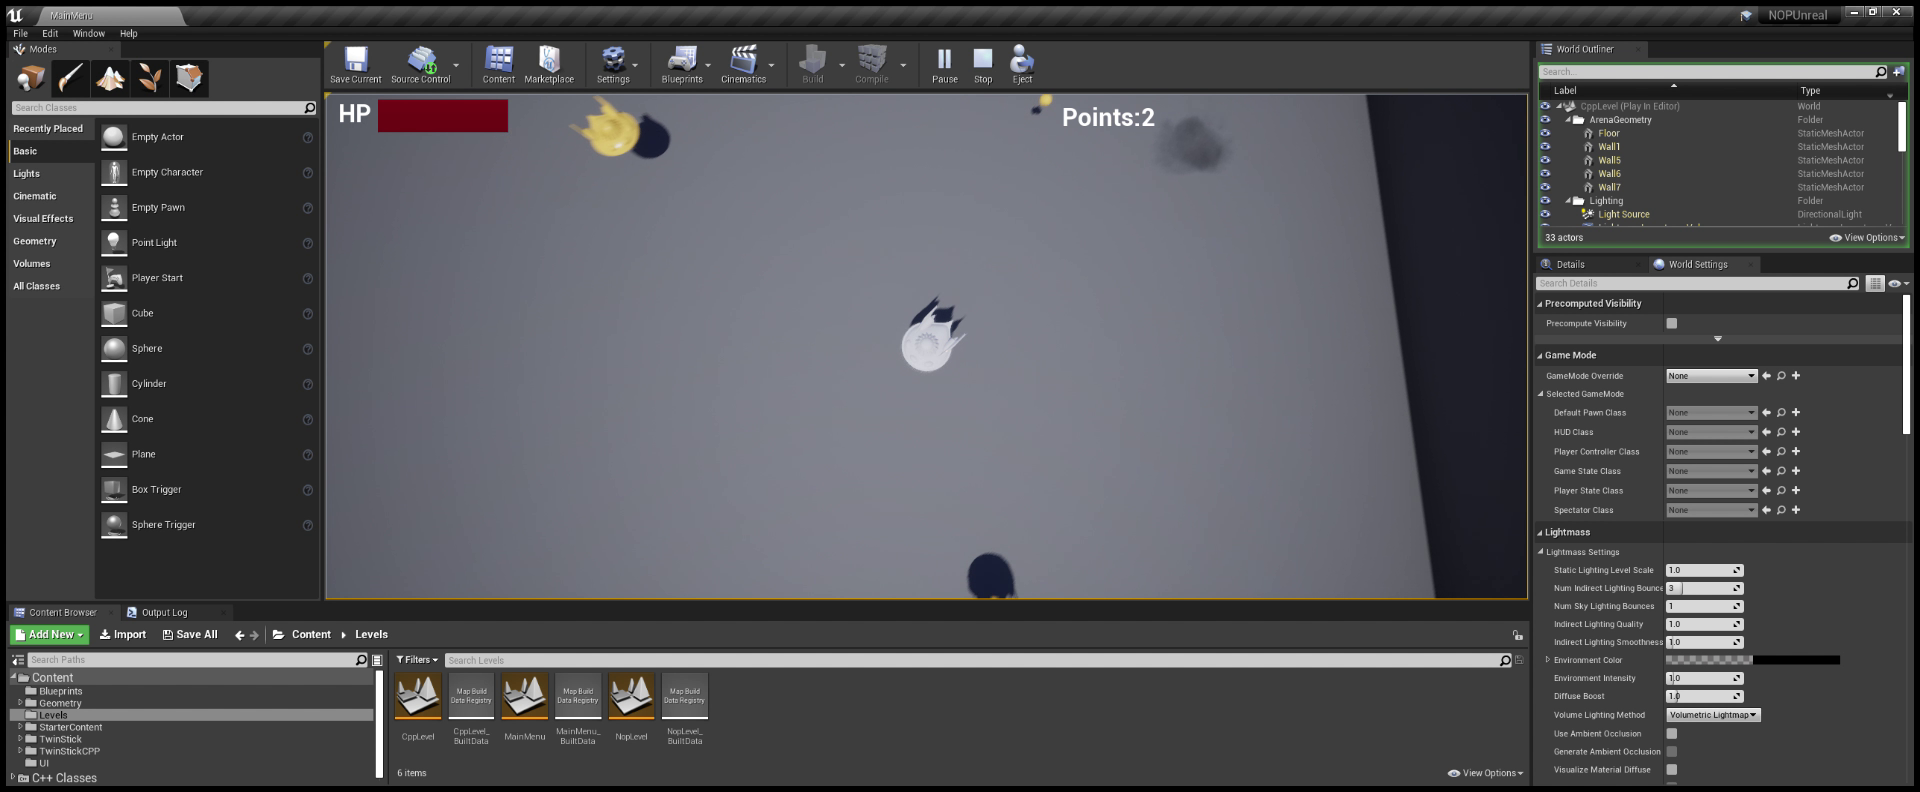 MainMenu
NOPUnreal
File Edit Window Help
Modes
Search Classes
Recently Placed
Basic
Lights
Cinematic
Visual Effects
Geometry
Volumes
All Classes
Empty Actor
Empty Character
Empty Pawn
Point Light
Player Start
Cube
Sphere
Cylinder
Cone
Plane
Box Trigger
Sphere Trigger
Save Current Source Control Content Marketplace Settings Blueprints Cinematics Build Compile Pause Stop Eject
HP
Points:2
World Outliner
Search...
Label Type
CppLevel (Play In Editor) World
ArenaGeometry Folder
Floor StaticMeshActor
Wall1 StaticMeshActor
Wall5 StaticMeshActor
Wall6 StaticMeshActor
Wall7 StaticMeshActor
Lighting Folder
Light Source DirectionalLight
33 actors View Options
Details World Settings
Search Details
Precomputed Visibility
Precompute Visibility
Game Mode
GameMode Override None
Selected GameMode
Default Pawn Class None
HUD Class None
Player Controller Class None
Game State Class None
Player State Class None
Spectator Class None
Lightmass
Lightmass Settings
Static Lighting Level Scale 1.0
Num Indirect Lighting Bounce 3
Num Sky Lighting Bounces 1
Indirect Lighting Quality 1.0
Indirect Lighting Smoothness 1.0
Environment Color
Environment Intensity 1.0
Diffuse Boost 1.0
Volume Lighting Method Volumetric Lightmap
Use Ambient Occlusion
Generate Ambient Occlusion
Visualize Material Diffuse
Content Browser Output Log
Add New Import Save All Content Levels
Search Paths
Content
Blueprints
Geometry
Levels
StarterContent
TwinStick
TwinStickCPP
UI
C++ Classes
Filters Search Levels
Map Build
Data Registry
Map Build
Data Registry
Map Build
Data Registry
CppLevel
CppLevel_
BuiltData
MainMenu
MainMenu_
BuiltData
NopLevel
NopLevel_
BuiltData
6 items View Options